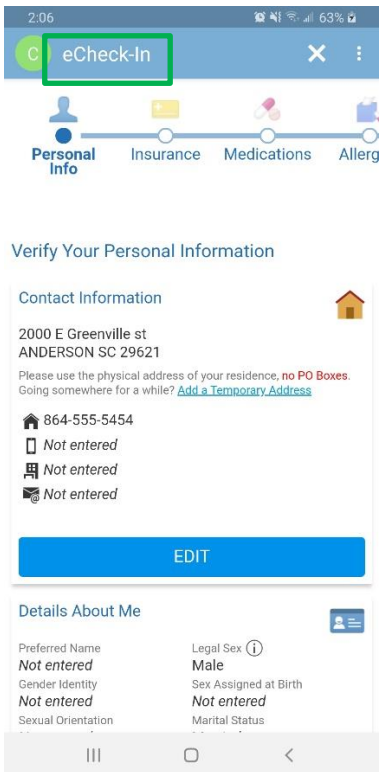 2:06
63%
C eCheck-In
Personal Info
Insurance
Medications
Allerg
Verify Your Personal Information
Contact Information
2000 E Greenville st
ANDERSON SC 29621
Please use the physical address of your residence, no PO Boxes.
Going somewhere for a while? Add a Temporary Address
864-555-5454
Not entered
Not entered
Not entered
EDIT
Details About Me
Preferred Name
Not entered
Legal Sex
Male
Gender Identity
Not entered
Sex Assigned at Birth
Not entered
Sexual Orientation
Marital Status